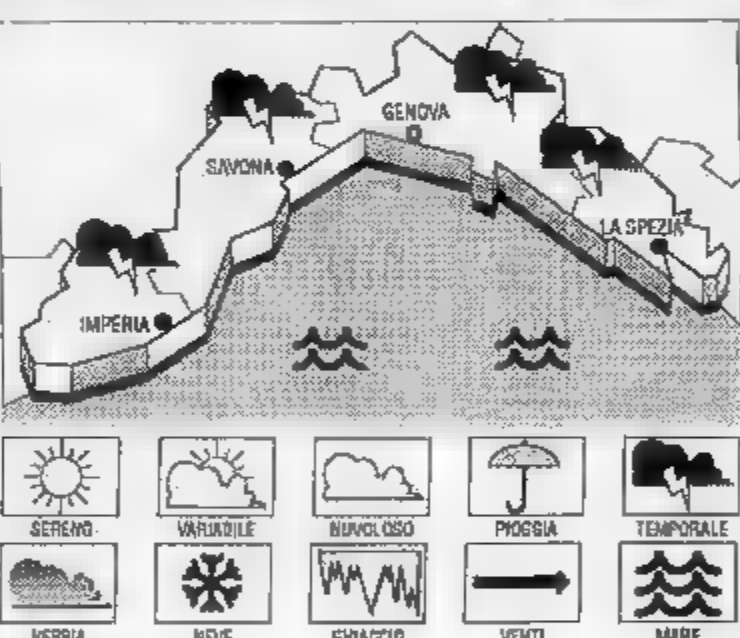 GENOVA
SAVONA
LA SPEZIA
IMPERIA
SERENO VARIABILE NUVOLOSO PIOGGIA TEMPORALE
NEBBIA NEVE GHIACCIO VENTI MARE